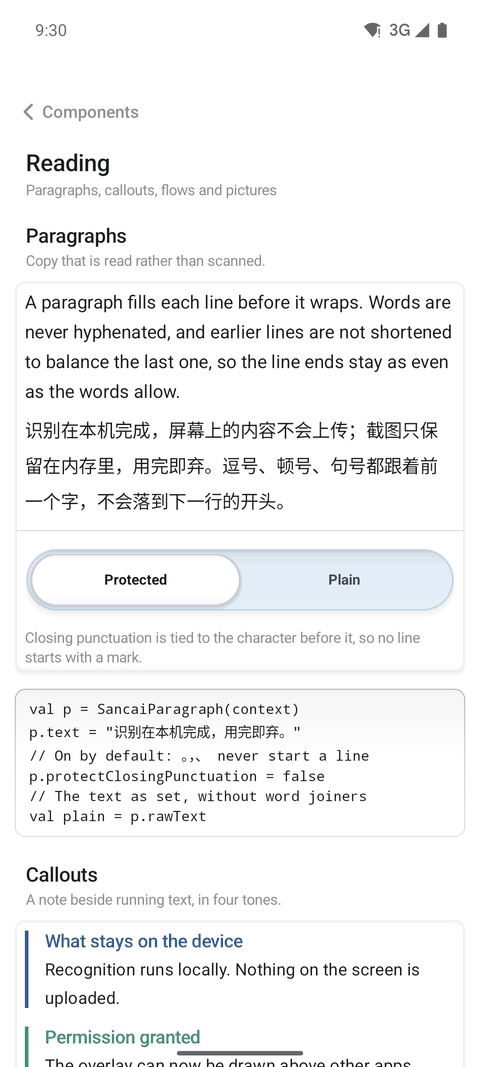 9:30
3G
Components
Reading
Paragraphs, callouts, flows and pictures
Paragraphs
Copy that is read rather than scanned.
A paragraph fills each line before it wraps. Words are
never hyphenated, and earlier lines are not shortened
to balance the last one, so the line ends stay as even
as the words allow.
识别在本机完成，屏幕上的内容不会上传；截图只保
留在内存里，用完即弃。逗号、顿号、句号都跟着前
一个字，不会落到下一行的开头。
Protected
Plain
Closing punctuation is tied to the character before it, so no line
starts with a mark.
val p = SancaiParagraph(context)
p.text = "识别在本机完成，用完即弃。"
// On by default: 。，、 never start a line
p.protectClosingPunctuation = false
// The text as set, without word joiners
val plain = p.rawText
Callouts
A note beside running text, in four tones.
What stays on the device
Recognition runs locally. Nothing on the screen is
uploaded.
Permission granted
The overlay can now be drawn above other apps